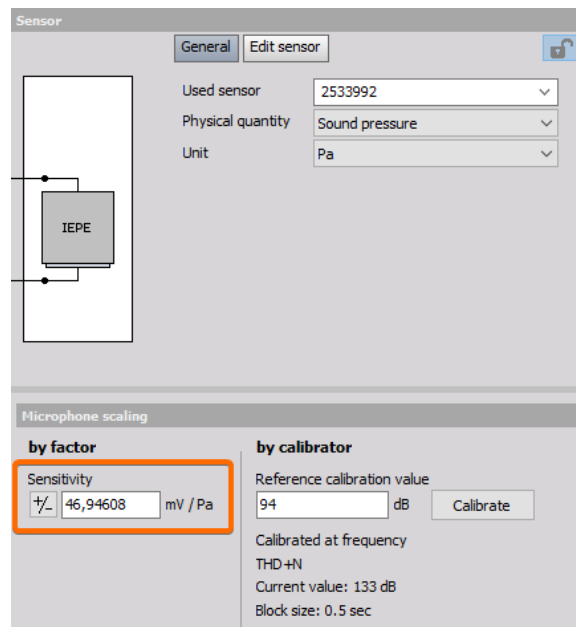 Sensor
General Edit sensor
Used sensor 2533992
Physical quantity Sound pressure
Unit Pa
IEPE
Microphone scaling
by factor by calibrator
Sensitivity Reference calibration value
+/- 46,94608 mV / Pa 94 dB Calibrate
Calibrated at frequency
THD+N
Current value: 133 dB
Block size: 0.5 sec